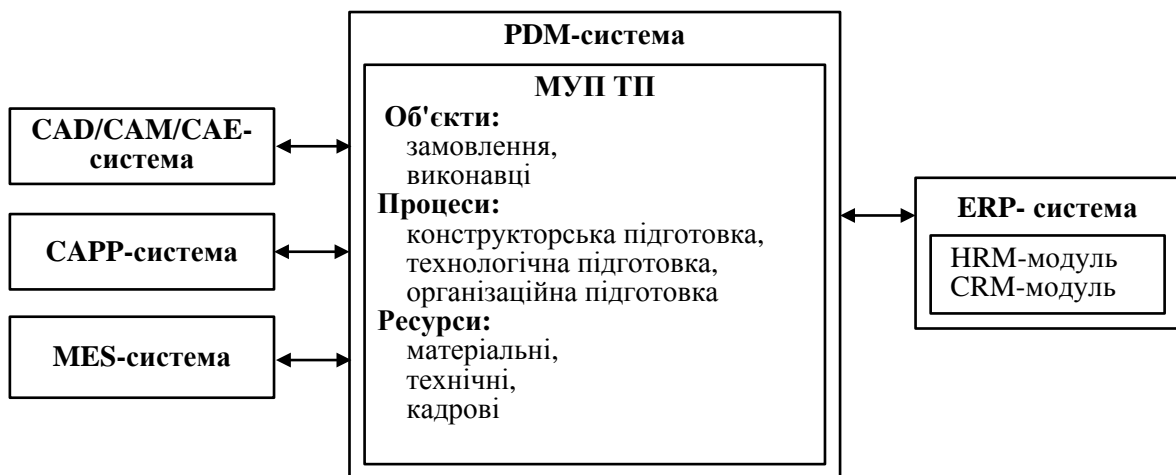 CAD/CAM/CAE-
система
CAPP-система
MES-система
PDM-система
МУП ТП
Об'єкти:
замовлення,
виконавці
Процеси:
конструкторська підготовка,
технологічна підготовка,
організаційна підготовка
Ресурси:
матеріальні,
технічні,
кадрові
ERP- система
HRM-модуль
CRM-модуль